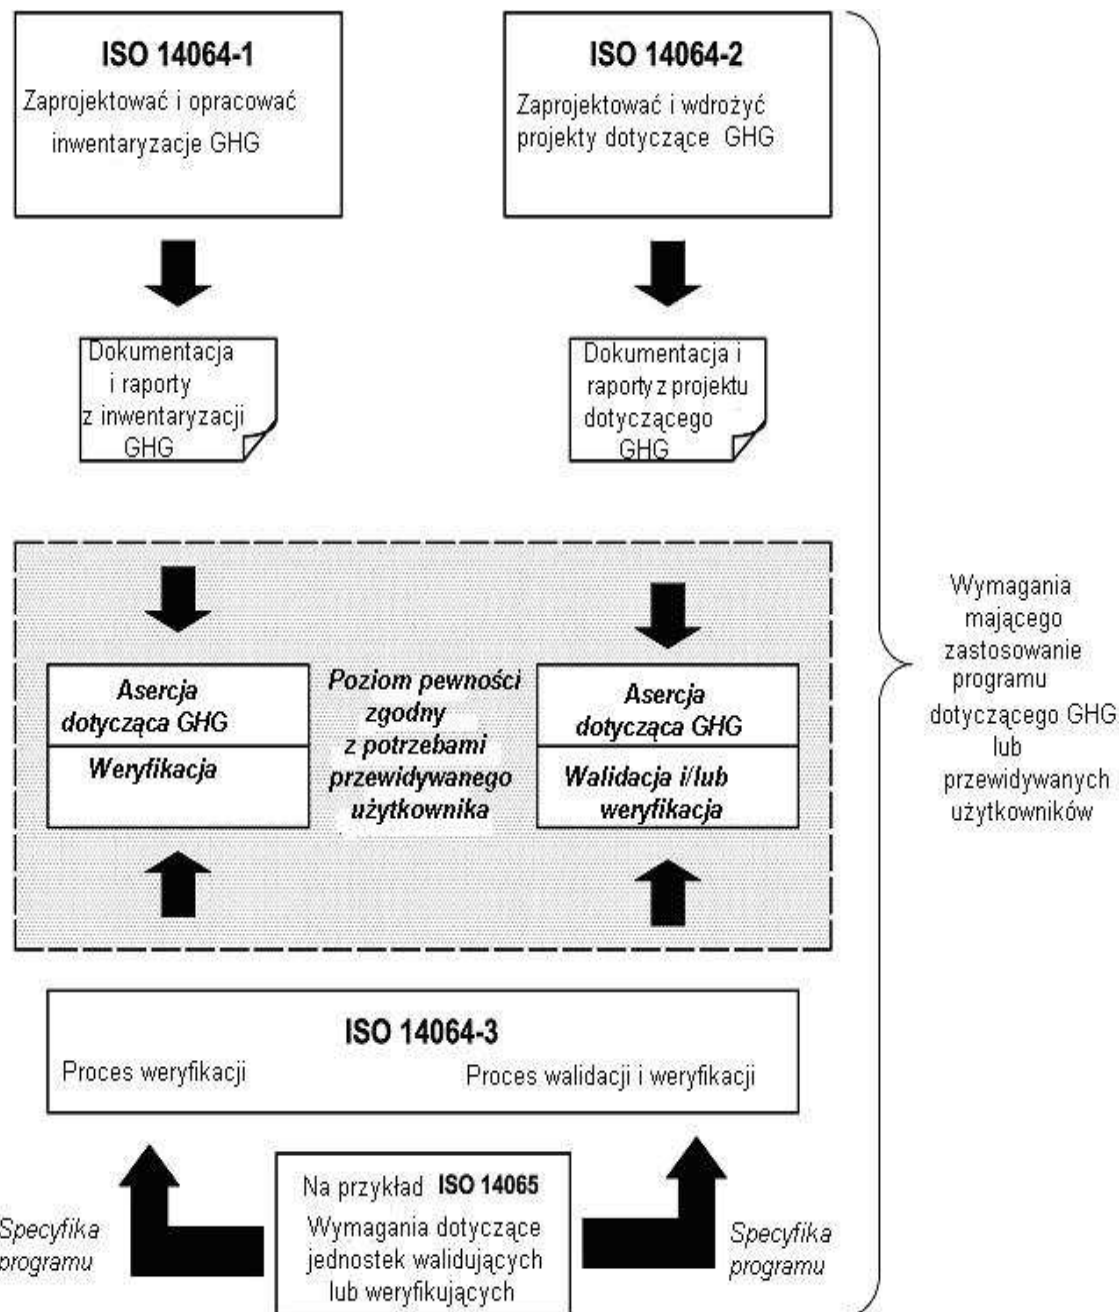 ISO 14064-1
Zaprojektować i opracować
inwentaryzacje GHG
ISO 14064-2
Zaprojektować i wdrożyć
projekty dotyczące GHG
Dokumentacja
i raporty
z inwentaryzacji
GHG
Dokumentacja i
raporty z projektu
dotyczącego
GHG
Asercja
dotycząca GHG
Weryfikacja
Poziom pewności
zgodny
z potrzebami
przewidywanego
użytkownika
Asercja
dotycząca GHG
Walidacja i/lub
weryfikacja
Wymagania
mającego
zastosowanie
programu
dotyczącego GHG
lub
przewidywanych
użytkowników
ISO 14064-3
Proces weryfikacji
Proces walidacji i weryfikacji
Specyfika
programu
Na przykład ISO 14065
Wymagania dotyczące
jednostek walidujących
lub weryfikujących
Specyfika
programu